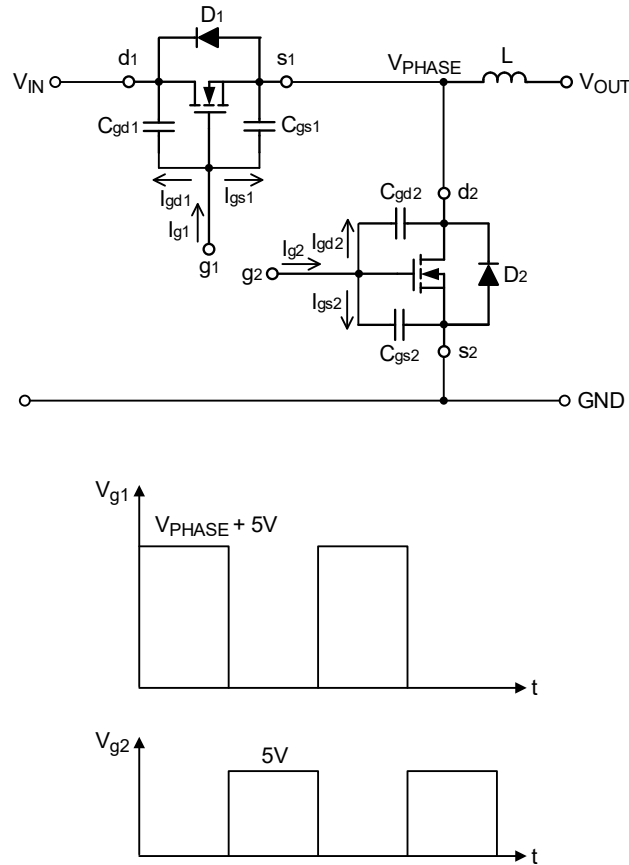 D1
d1
s1
VIN
VPHASE
L
VOUT
Cgd1
Cgs1
Igd1
Igs1
Ig1
g1
Cgd2
d2
Ig2
Igd2
g2
D2
Igs2
Cgs2
s2
GND
Vg1
VPHASE + 5V
t
Vg2
5V
t